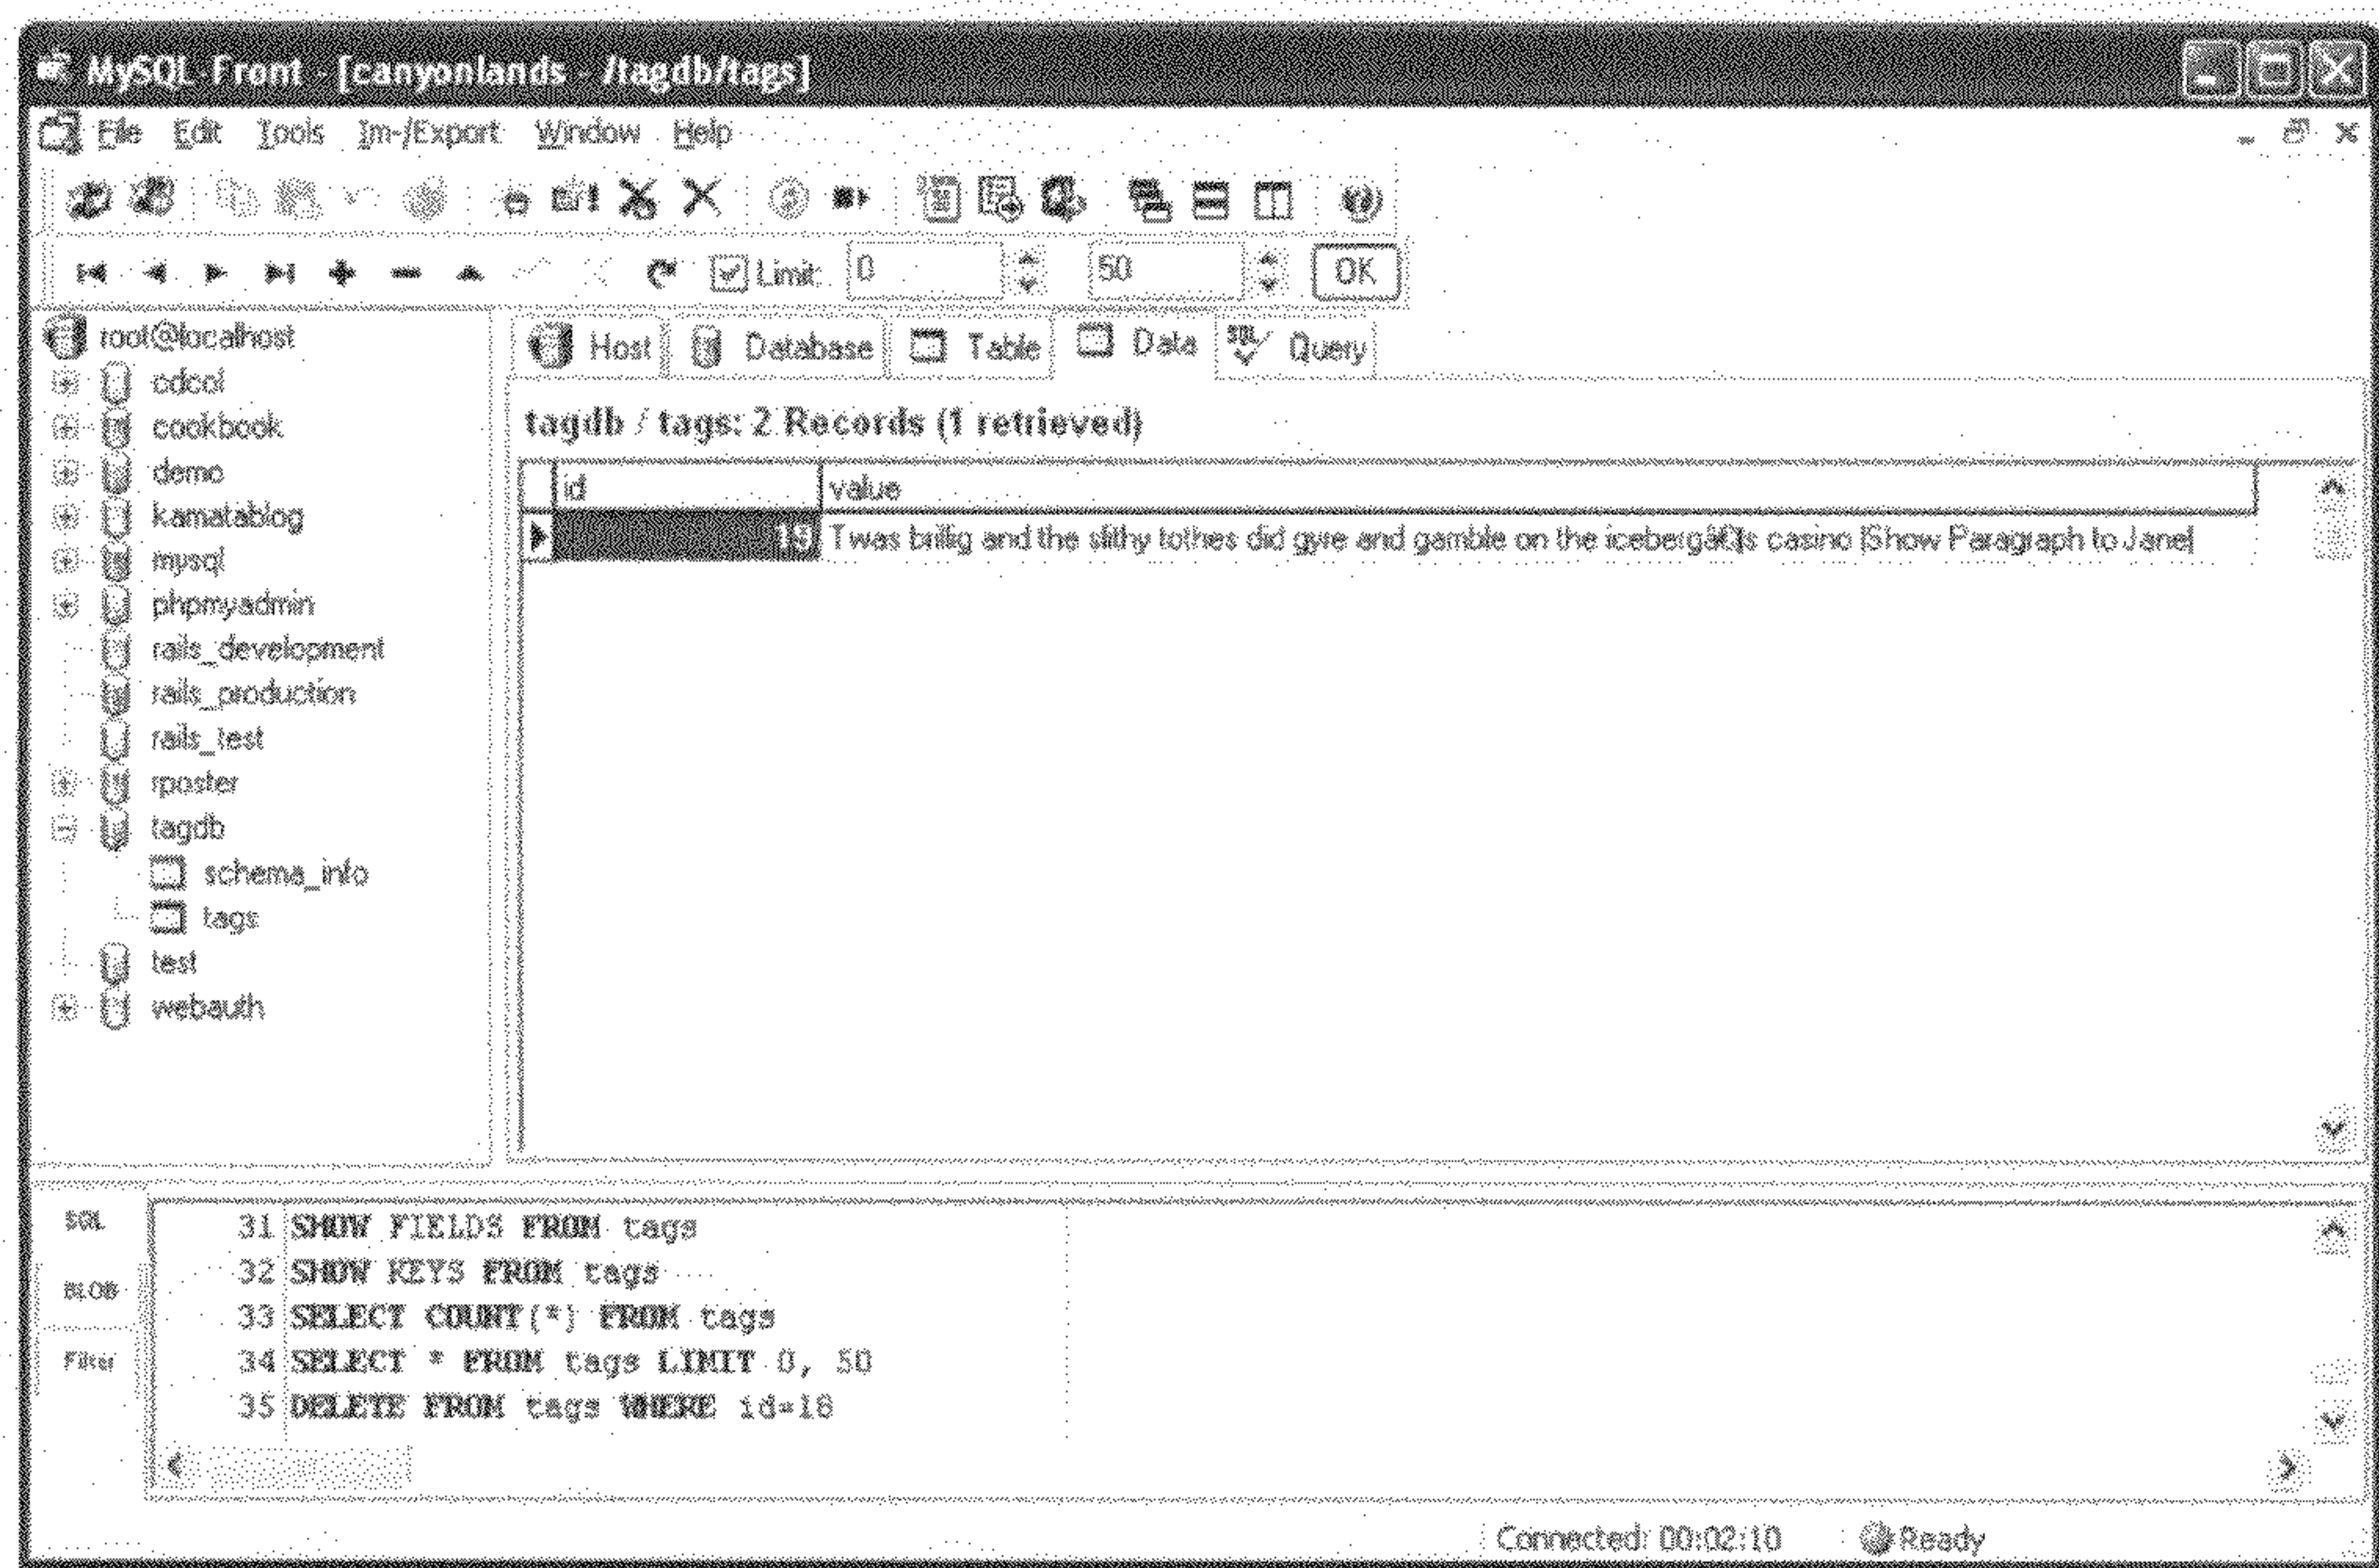 MySQL-Front - [canyonlands - /tagdb/tags]
File Edit Tools Im-/Export Window Help
Limit: 0 50 OK
root@localhost
cdcol
cookbook
demo
kamatablog
mysql
phpmyadmin
rails_development
rails_production
rails_test
rposter
tagdb
schema_info
tags
test
webauth
Host Database Table Data SQL Query
tagdb / tags: 2 Records (1 retrieved)
id value
Twas brillig and the slithy tothes did gyre and gamble on the casino |Show Paragraph to Jane|
SQL
BLOB
Filter
31 SHOW FIELDS FROM tags
32 SHOW KEYS FROM tags
33 SELECT COUNT(*) FROM tags
34 SELECT * FROM tags LIMIT 0, 50
35 DELETE FROM tags WHERE
Connected: 00:02:10 Ready